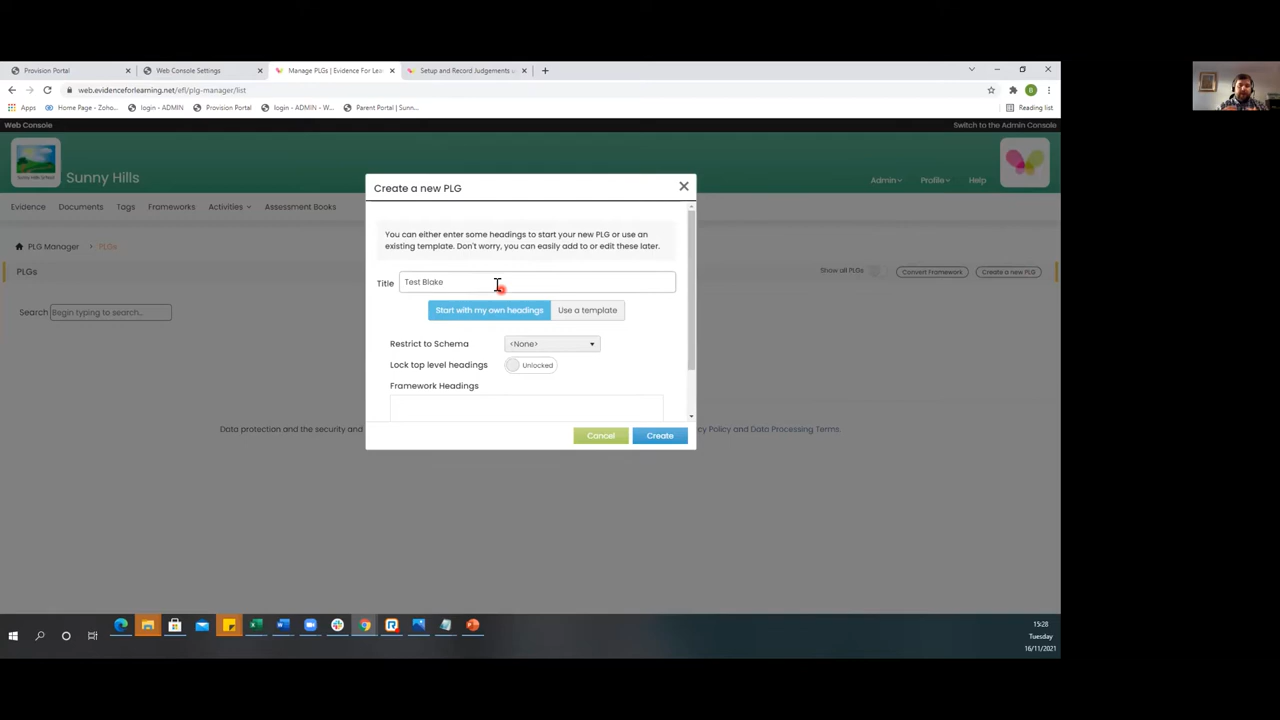 Provision Portal
Web Console Settings
Manage PLGs | Evidence For Lea
Setup and Record Judgements
web.evidenceforlearning.net/efl/plg-manager/list
Apps
Home Page - Zoho...
login - ADMIN
Provision Portal
login - ADMIN - W...
Parent Portal | Sunn...
Reading list
Web Console
Switch to the Admin Console
Sunny Hills
Admin
Profile
Help
Evidence
Documents
Tags
Frameworks
Activities
Assessment Books
PLG Manager
PLGs
PLGs
Show all PLGs
Convert Framework
Create a new PLG
Search
Begin typing to search..
Create a new PLG
You can either enter some headings to start your new PLG or use an
existing template. Don't worry, you can easily add to or edit these later.
Title
Test Blake
Start with my own headings
Use a template
Restrict to Schema
<None>
Lock top level headings
Unlocked
Framework Headings
Cancel
Create
Data protection and the security and
cy Policy and Data Processing Terms.
15:28
Tuesday
16/11/2021